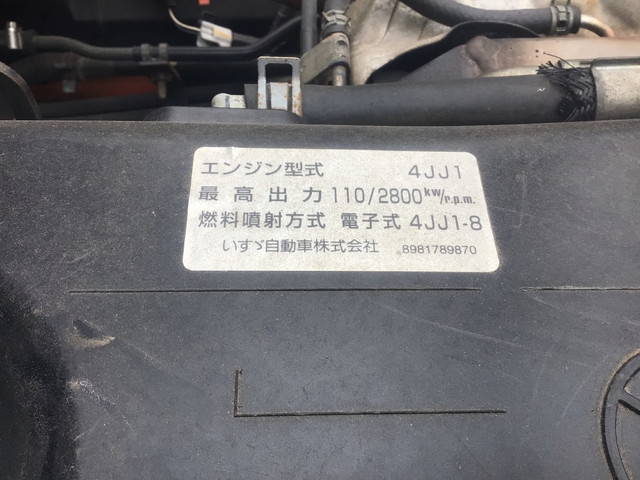 エンジン型式 4JJ1
最高出力 110/2800kW/r.p.m.
燃料噴射方式 電子式 4JJ1-8
いすゞ自動車株式会社 8981789870